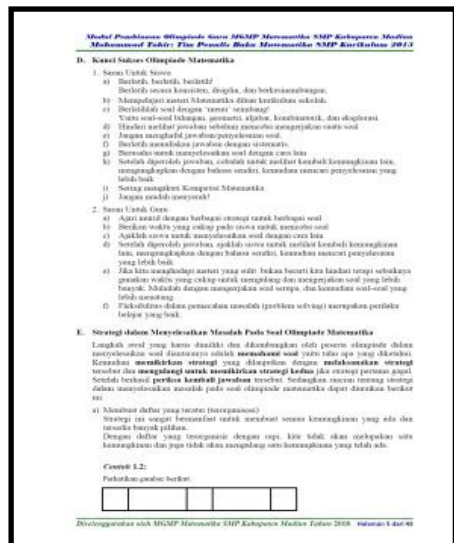 Modul Pembinaan Olimpiade Guru MGMP Matematika SMP Kabupaten Madiun
Mohammad Tohir; Tim Penulis Buku Matematika SMP Kurikulum 2013
D. Kunci Sukses Olimpiade Matematika
1. Saran Untuk Siswa
a) Berlatih, berlatih, berlatih!
Berlatih secara konsisten, disiplin, dan berkesinambungan.
b) Mempelajari materi Matematika diluar kurikulum sekolah.
c) Berlatihlah soal dengan 'menu' seimbang!
Yaitu soal-soal bilangan, geometri, aljabar, kombinatorik, dan eksplorasi.
d) Hindari melihat jawaban sebelum mencoba mengerjakan suatu soal
e) Jangan menghafal jawaban/penyelesaian soal.
f) Berlatih menuliskan jawaban dengan sistematis.
g) Berusaha untuk menyelesaikan soal dengan cara lain
h) Setelah diperoleh jawaban, cobalah untuk melihat kembali kemungkinan lain,
mengungkapkan dengan bahasa sendiri, kemudian mencari penyelesaian yang
lebih baik
i) Sering mengikuti Kompetisi Matematika
j) Jangan mudah menyerah!
2. Saran Untuk Guru
a) Ajari murid dengan berbagai strategi untuk berbagai soal
b) Berikan waktu yang cukup pada siswa untuk mencoba soal
c) Ajaklah siswa untuk menyelesaikan soal dengan cara lain
d) Setelah diperoleh jawaban, ajaklah siswa untuk melihat kembali kemungkinan
lain, mengungkapkan dengan bahasa sendiri, kemudian mencari penyelesaian
yang lebih baik
e) Jika kita menghadapi materi yang sulit bukan berarti kita hindari tetapi sebaiknya
gunakan waktu yang cukup untuk mengulang dan mengerjakan soal yang lebih
banyak. Mulailah dengan mengerjakan soal serupa, dan kemudian soal-soal yang
lebih menantang
f) Fleksibilitas dalam pemecahan masalah (problem solving) merupakan perilaku
belajar yang baik.
E. Strategi dalam Menyelesaikan Masalah Pada Soal Olimpiade Matematika
Langkah awal yang harus dimiliki dan dikembangkan oleh peserta olimpiade dalam
menyelesaikan soal diantaranya adalah memahami soal yaitu tahu apa yang diketahui.
Kemudian memikirkan strategi yang dilanjutkan dengan melaksanakan strategi
tersebut dan mengulangi untuk memikirkan strategi kedua jika strategi pertama gagal.
Setelah berhasil periksa kembali jawaban tersebut. Sedangkan rincian tentang strategi
dalam menyelesaikan masalah pada soal olimpiade matematika dapat diuraikan berikut
ini
a) Membuat daftar yang teratur (terorganisasi)
Strategi ini sangat bermanfaat untuk membuat semua kemungkinan yang ada dan
tersedia banyak pilihan.
Dengan daftar yang terorganisir dengan rapi, kita tidak akan melupakan satu
kemungkinan dan juga tidak akan mengulang satu kemungkinan yang telah ada.
Contoh 1.2:
Perhatikan gambar berikut.
Diselenggarakan oleh MGMP Matematika SMP Kabupaten Madiun Tahun 2018 Halaman 5 dari 40